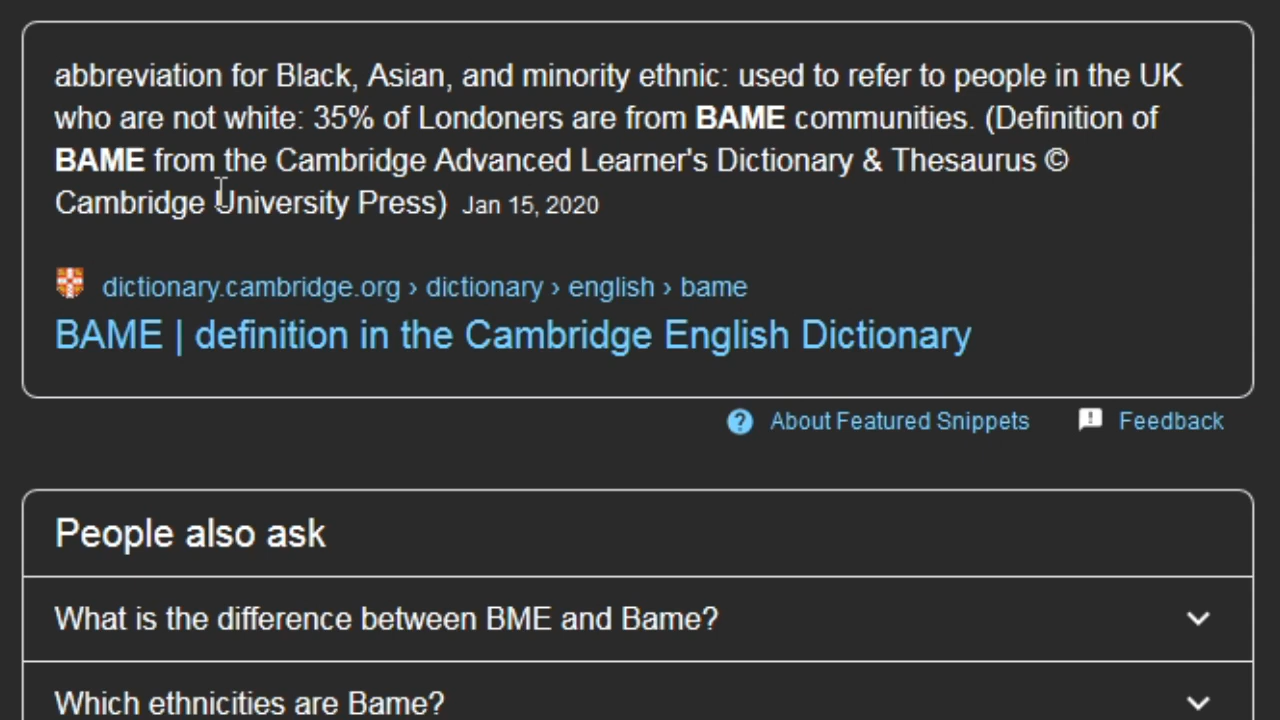 abbreviation for Black, Asian, and minority ethnic: used to refer to people in the UK
who are not white: 35% of Londoners are from BAME communities. (Definition of
BAME from the Cambridge Advanced Learner's Dictionary & Thesaurus ©
Cambridge University Press) Jan 15, 2020
dictionary.cambridge.org › dictionary › english › bame
BAME | definition in the Cambridge English Dictionary
About Featured Snippets Feedback
People also ask
What is the difference between BME and Bame?
Which ethnicities are Bame?